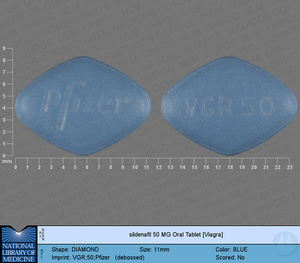 Pfizer
VGR 50
9
8
7
6
5
4
3
2
1
0
mm
0 1 2 3 4 5 6 7 8 9 10 11 12 13 14 15 16 17 18 19 20 21 22 23
NATIONAL
LIBRARY OF
MEDICINE
sildenafil 50 MG Oral Tablet [Viagra]
Shape: DIAMOND Size: 11mm Color: BLUE
Imprint: VGR;50;Pfizer (debossed) Scored: No